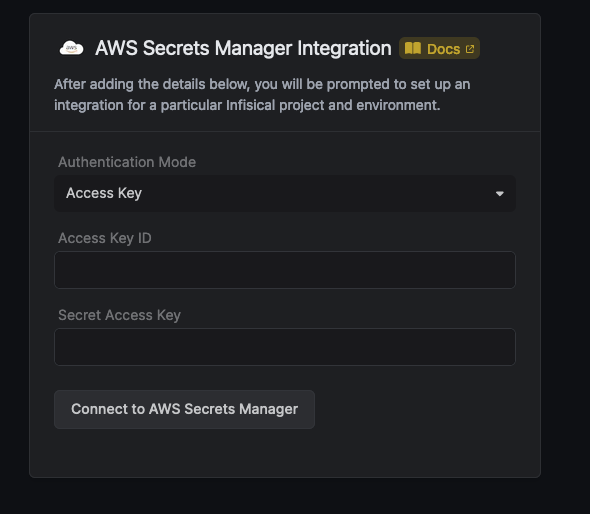 aws
AWS Secrets Manager Integration Docs
After adding the details below, you will be prompted to set up an
integration for a particular Infisical project and environment.
Authentication Mode
Access Key
Access Key ID
Secret Access Key
Connect to AWS Secrets Manager